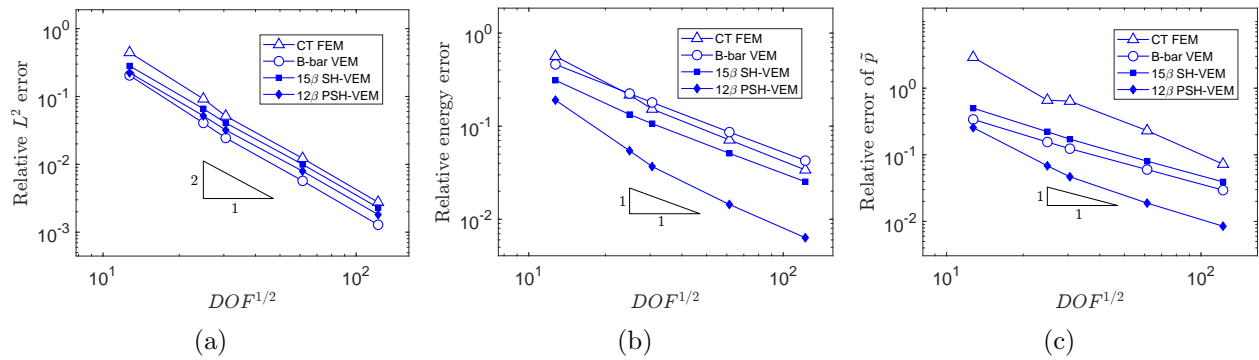 Relative $L^2$ error
10^0
10^-1
10^-2
10^-3
CT FEM
B-bar VEM
15β SH-VEM
12β PSH-VEM
2
1
10^1
10^2
DOF^{1/2}
(a)
Relative energy error
10^0
10^-1
10^-2
CT FEM
B-bar VEM
15β SH-VEM
12β PSH-VEM
1
1
10^1
10^2
DOF^{1/2}
(b)
Relative error of p̃
10^0
10^-1
10^-2
CT FEM
B-bar VEM
15β SH-VEM
12β PSH-VEM
1
1
10^1
10^2
DOF^{1/2}
(c)